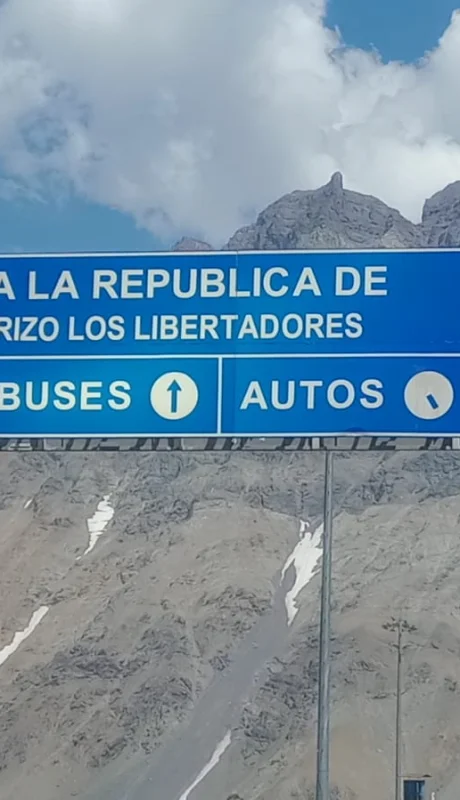 A LA REPUBLICA DE
RIZO LOS LIBERTADORES
BUSES AUTOS